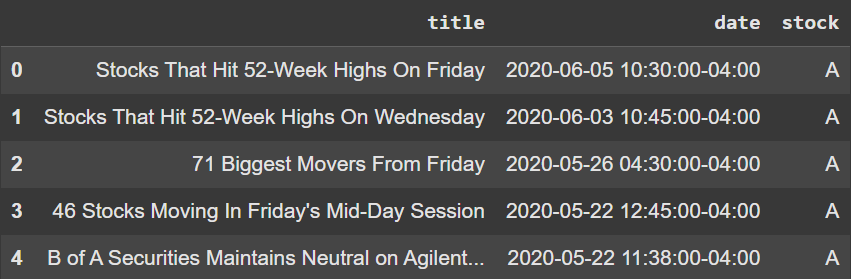 title date stock
0 Stocks That Hit 52-Week Highs On Friday 2020-06-05 10:30:00-04:00 A
1 Stocks That Hit 52-Week Highs On Wednesday 2020-06-03 10:45:00-04:00 A
2 71 Biggest Movers From Friday 2020-05-26 04:30:00-04:00 A
3 46 Stocks Moving In Friday's Mid-Day Session 2020-05-22 12:45:00-04:00 A
4 B of A Securities Maintains Neutral on Agilent... 2020-05-22 11:38:00-04:00 A